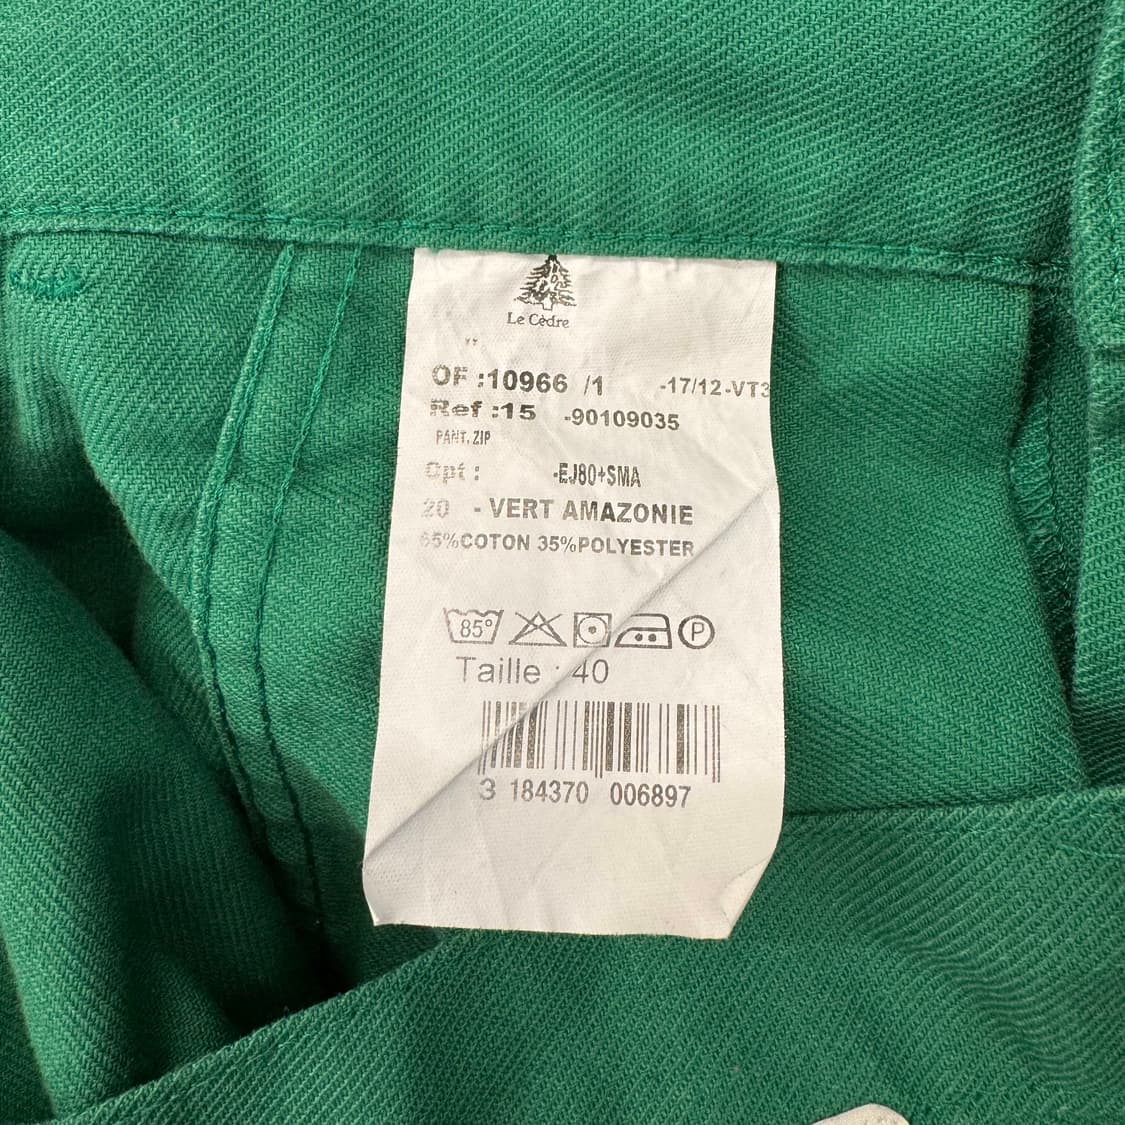 Le Cèdre
OF :10966 /1 -17/12-VT3
Ref :15 -90109035
PANT. ZIP
Opt : -EJ80+SMA
20 - VERT AMAZONIE
65%COTON 35%POLYESTER
85° P
Taille : 40
3 184370 006897